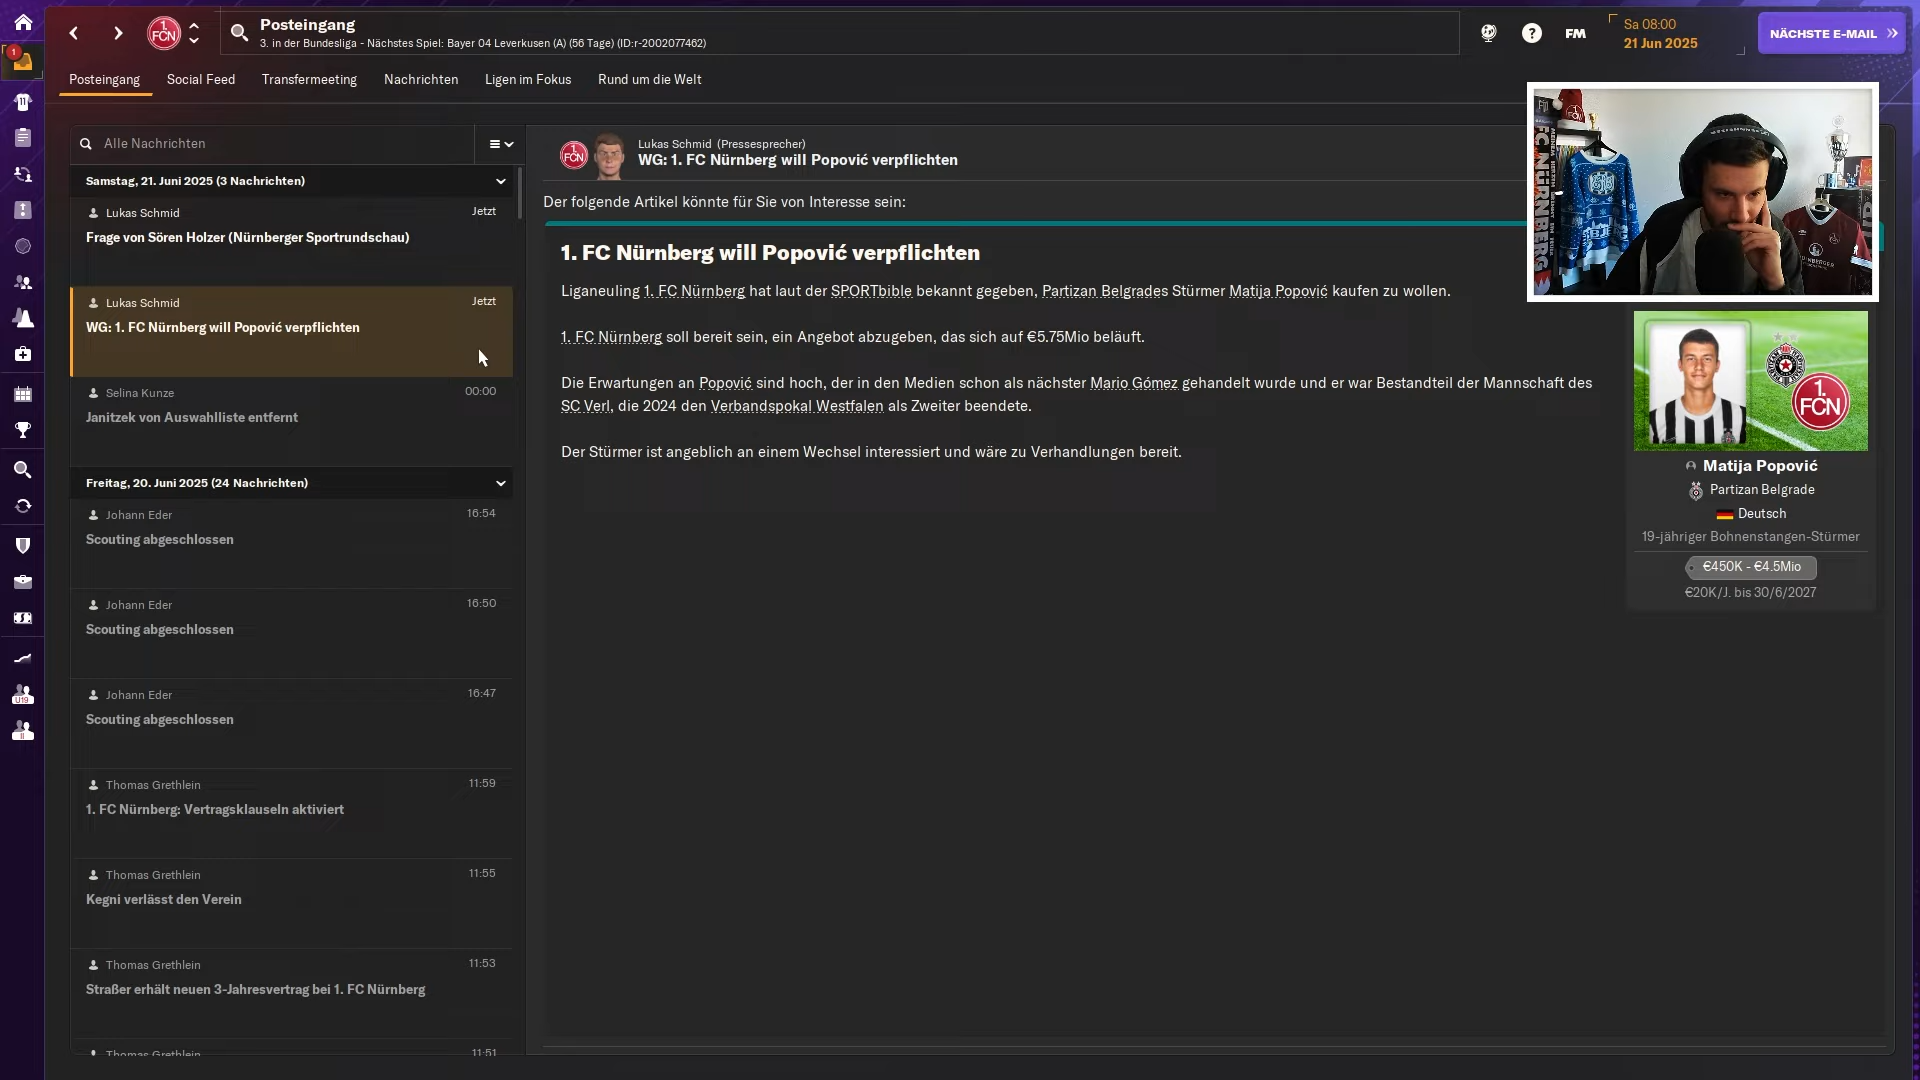 1
Posteingang
3. in der Bundesliga - Nächstes Spiel: Bayer 04 Leverkusen (A) (56 Tage) (ID:r-2002077462)
FM
Sa 08:00
21 Jun 2025
NÄCHSTE E-MAIL
Posteingang
Social Feed
Transfermeeting
Nachrichten
Ligen im Fokus
Rund um die Welt
Alle Nachrichten
Samstag, 21. Juni 2025 (3 Nachrichten)
Lukas Schmid
Jetzt
Frage von Sören Holzer (Nürnberger Sportrundschau)
Lukas Schmid
Jetzt
WG: 1. FC Nürnberg will Popović verpflichten
Selina Kunze
00:00
Janitzek von Auswahlliste entfernt
Freitag, 20. Juni 2025 (24 Nachrichten)
Johann Eder
16:54
Scouting abgeschlossen
Johann Eder
16:50
Scouting abgeschlossen
Johann Eder
16:47
Scouting abgeschlossen
Thomas Grethlein
11:59
1. FC Nürnberg: Vertragsklauseln aktiviert
Thomas Grethlein
11:55
Kegni verlässt den Verein
Thomas Grethlein
11:53
Straßer erhält neuen 3-Jahresvertrag bei 1. FC Nürnberg
Thomas Grethlein
11:51
Lukas Schmid (Pressesprecher)
WG: 1. FC Nürnberg will Popović verpflichten
Der folgende Artikel könnte für Sie von Interesse sein:
1. FC Nürnberg will Popović verpflichten
Liganeuling 1. FC Nürnberg hat laut der SPORTbible bekannt gegeben, Partizan Belgrades Stürmer Matija Popović kaufen zu wollen.
1. FC Nürnberg soll bereit sein, ein Angebot abzugeben, das sich auf €5.75Mio beläuft.
Die Erwartungen an Popović sind hoch, der in den Medien schon als nächster Mario Gómez gehandelt wurde und er war Bestandteil der Mannschaft des
SC Verl, die 2024 den Verbandspokal Westfalen als Zweiter beendete.
Der Stürmer ist angeblich an einem Wechsel interessiert und wäre zu Verhandlungen bereit.
1.
FCN
Matija Popović
Partizan Belgrade
Deutsch
19-jähriger Bohnenstangen-Stürmer
€450K - €4.5Mio
€20K/J. bis 30/6/2027
FC NÜRNBERG
U19
II